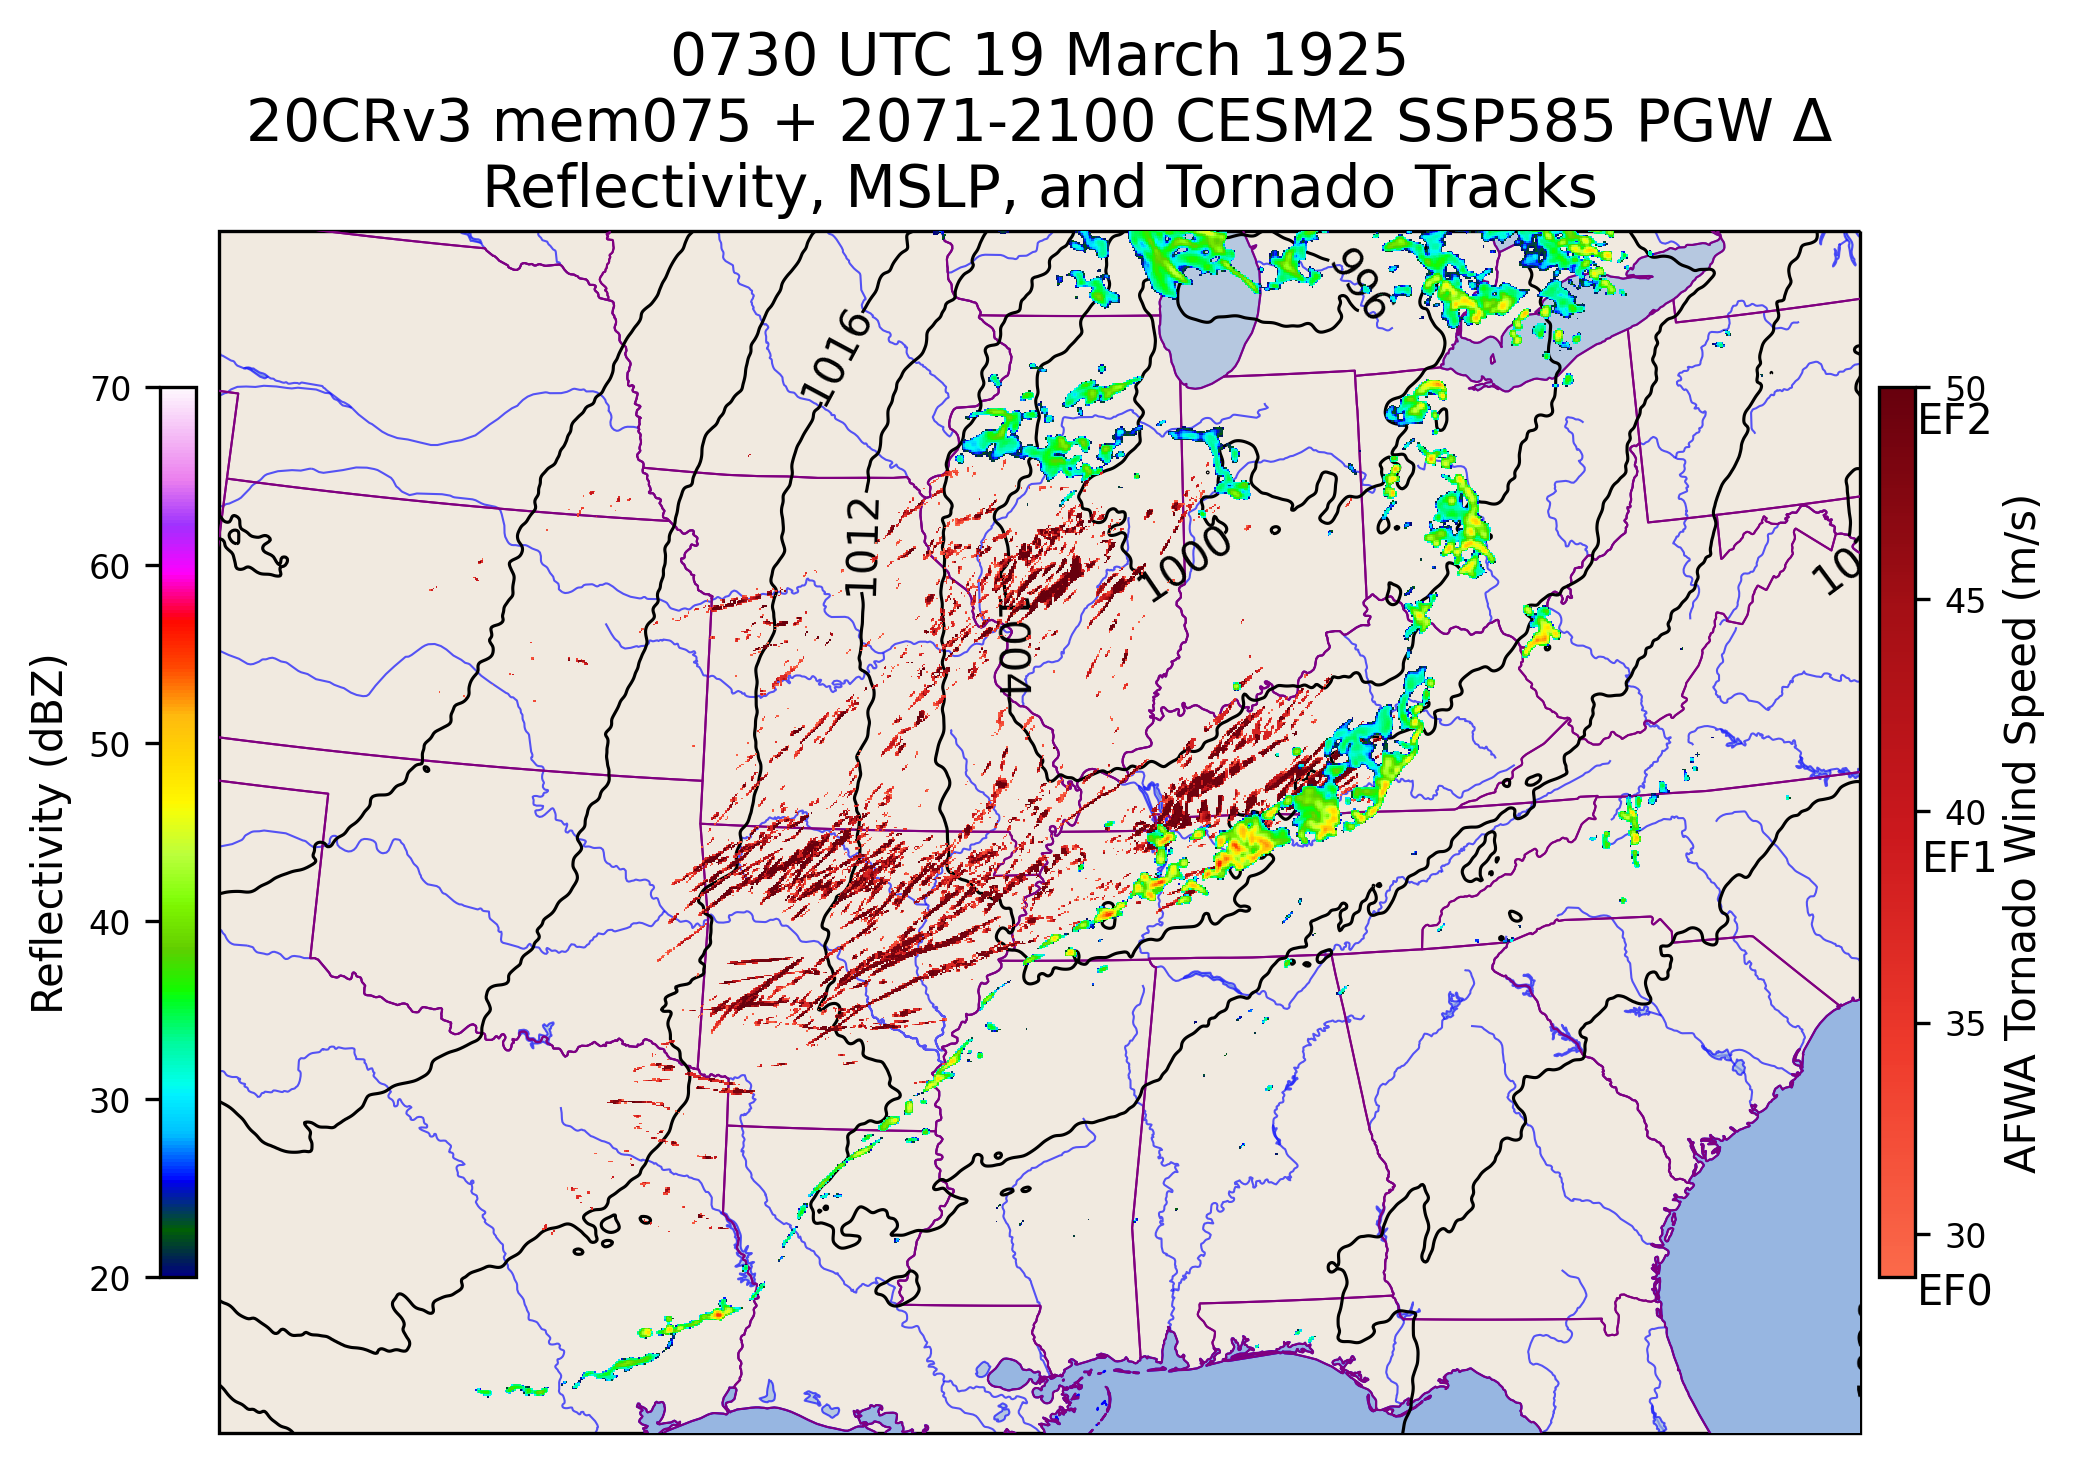 0730 UTC 19 March 1925
20CRv3 mem075 + 2071-2100 CESM2 SSP585 PGW Δ
Reflectivity, MSLP, and Tornado Tracks
70
60
50
40
30
20
Reflectivity (dBZ)
1016
1012
1004
1000
996
50
EF2
45
40
EF1
35
30
EF0
AFWA Tornado Wind Speed (m/s)